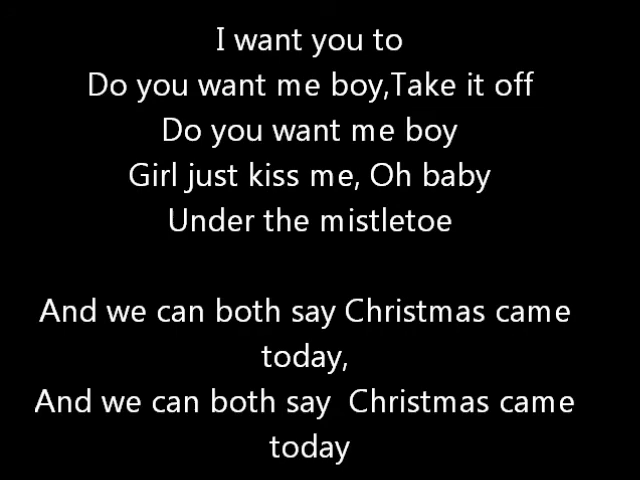 I want you to
Do you want me boy,Take it off
Do you want me boy
Girl just kiss me, Oh baby
Under the mistletoe
And we can both say Christmas came
today,
And we can both say  Christmas came
today